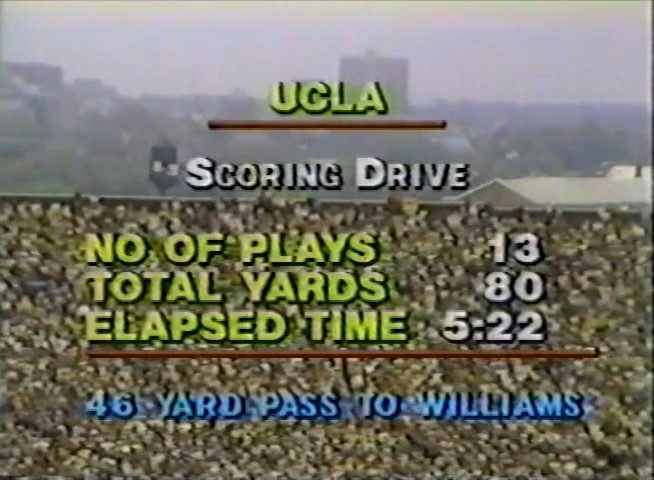 UCLA
SCORING DRIVE
NO. OF PLAYS 13
TOTAL YARDS 80
ELAPSED TIME 5:22
46 YARD PASS TO WILLIAMS